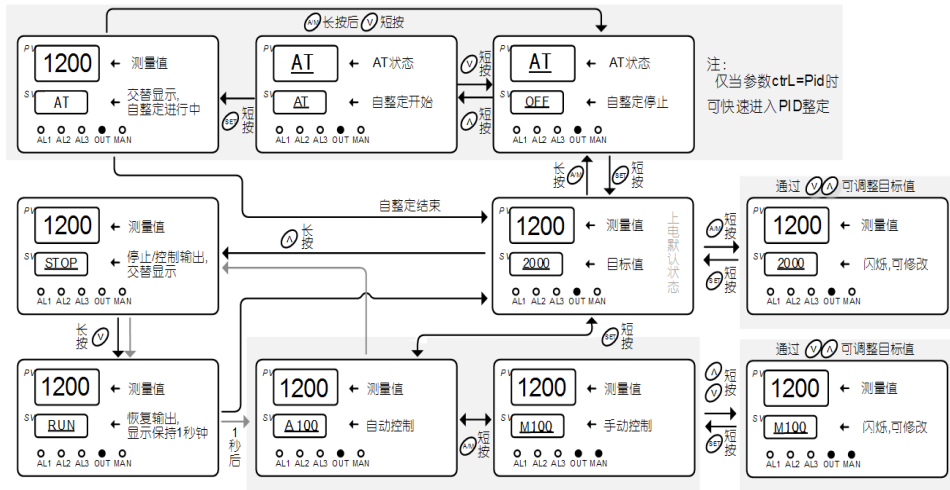 A/M 长按后 ∨ 短按
PV 1200 ← 测量值
SV AT ← 交替显示,
自整定进行中
AL1 AL2 AL3 OUT MAN
SET 短按
AT ← AT状态
AT ← 自整定开始
AL1 AL2 AL3 OUT MAN
∨ 短按
∧ 短按
AT ← AT状态
OFF ← 自整定停止
AL1 AL2 AL3 OUT MAN
注:
仅当参数ctrL=Pid时
可快速进入PID整定
长按 A/M
SET 短按
自整定结束
∧ 长按
PV 1200 ← 测量值
SV STOP ← 停止/控制输出,
交替显示
AL1 AL2 AL3 OUT MAN
PV 1200 ← 测量值
SV 2000 ← 目标值
AL1 AL2 AL3 OUT MAN
上电默认状态
A/M 短按
SET 短按
通过 ∨ ∧ 可调整目标值
PV 1200 ← 测量值
SV 2000 ← 闪烁,可修改
AL1 AL2 AL3 OUT MAN
长按 ∨
SET 短按
PV 1200 ← 测量值
SV RUN ← 恢复输出,
显示保持1秒钟
AL1 AL2 AL3 OUT MAN
1秒后
PV 1200 ← 测量值
SV A100 ← 自动控制
AL1 AL2 AL3 OUT MAN
A/M 短按
PV 1200 ← 测量值
SV M100 ← 手动控制
AL1 AL2 AL3 OUT MAN
∧ ∨ 短按
SET 短按
通过 ∨ ∧ 可调整目标值
PV 1200 ← 测量值
SV M100 ← 闪烁,可修改
AL1 AL2 AL3 OUT MAN